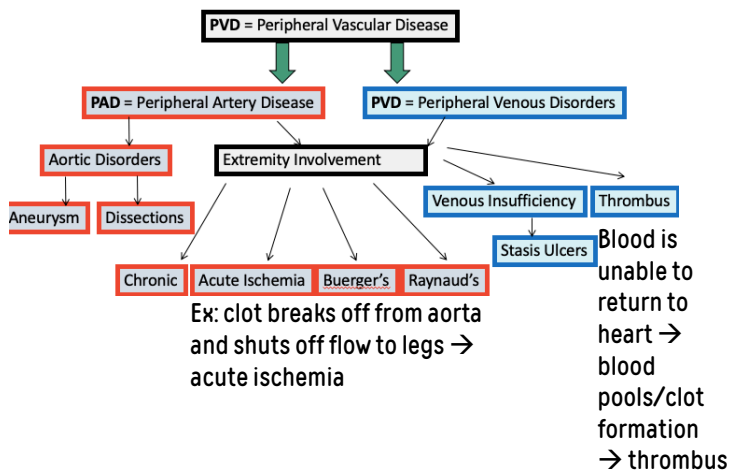 PVD = Peripheral Vascular Disease
PAD = Peripheral Artery Disease
PVD = Peripheral Venous Disorders
Aortic Disorders
Extremity Involvement
Aneurysm
Dissections
Venous Insufficiency
Thrombus
Stasis Ulcers
Chronic
Acute Ischemia
Buerger's
Raynaud's
Ex: clot breaks off from aorta
and shuts off flow to legs →
acute ischemia
Blood is
unable to
return to
heart →
blood
pools/clot
formation
→ thrombus